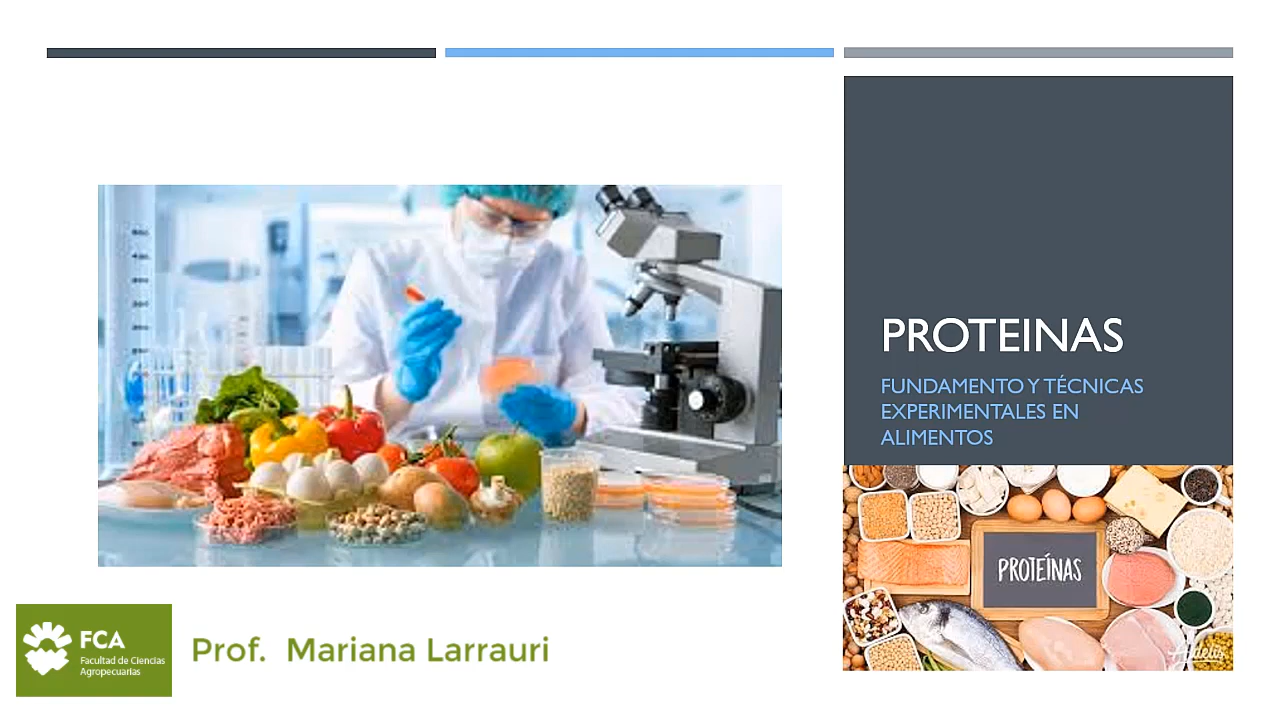 PROTEINAS
FUNDAMENTO Y TÉCNICAS
EXPERIMENTALES EN
ALIMENTOS
PROTEÍNAS
FCA
Facultad de Ciencias
Agropecuarias
Prof. Mariana Larrauri